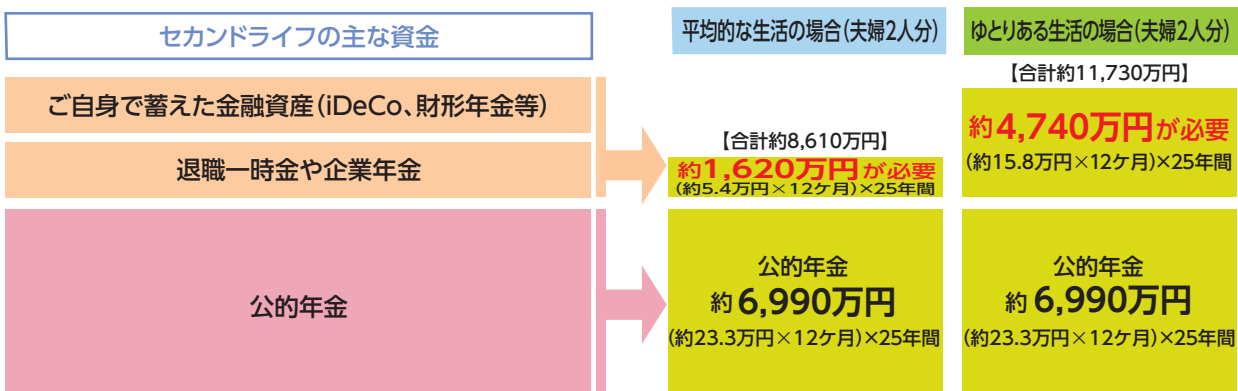 セカンドライフの主な資金
ご自身で蓄えた金融資産(iDeCo、財形年金等)
退職一時金や企業年金
公的年金
平均的な生活の場合(夫婦2人分)
【合計約8,610万円】
約1,620万円が必要
(約5.4万円×12ケ月)×25年間
公的年金
約6,990万円
(約23.3万円×12ケ月)×25年間
ゆとりある生活の場合(夫婦2人分)
【合計約11,730万円】
約4,740万円が必要
(約15.8万円×12ケ月)×25年間
公的年金
約6,990万円
(約23.3万円×12ケ月)×25年間